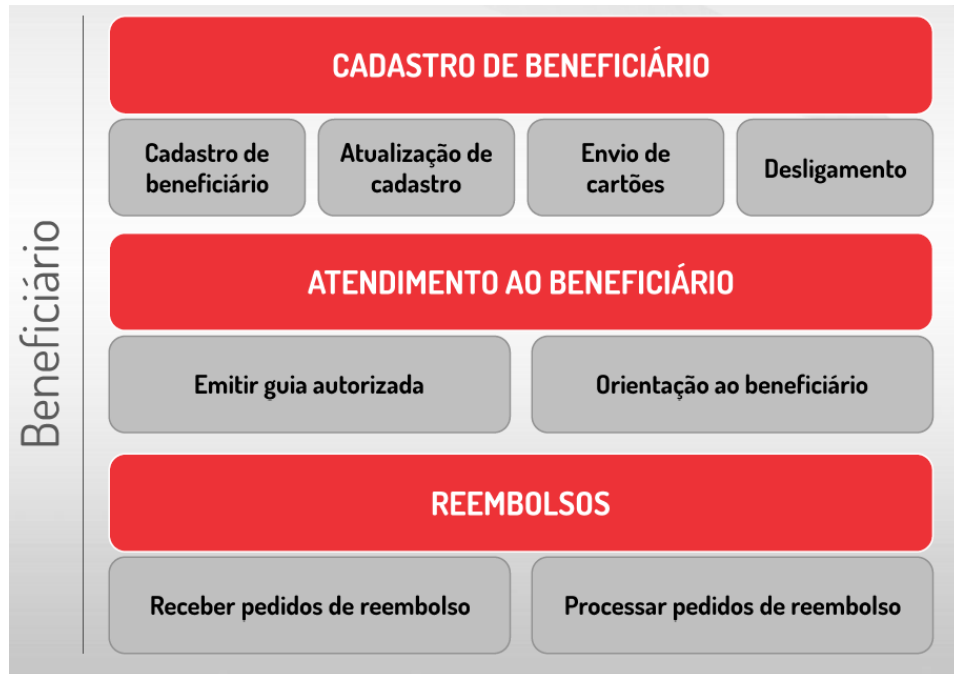 Beneficiário
CADASTRO DE BENEFICIÁRIO
Cadastro de
beneficiário
Atualização de
cadastro
Envio de
cartões
Desligamento
ATENDIMENTO AO BENEFICIÁRIO
Emitir guia autorizada
Orientação ao beneficiário
REEMBOLSOS
Receber pedidos de reembolso
Processar pedidos de reembolso